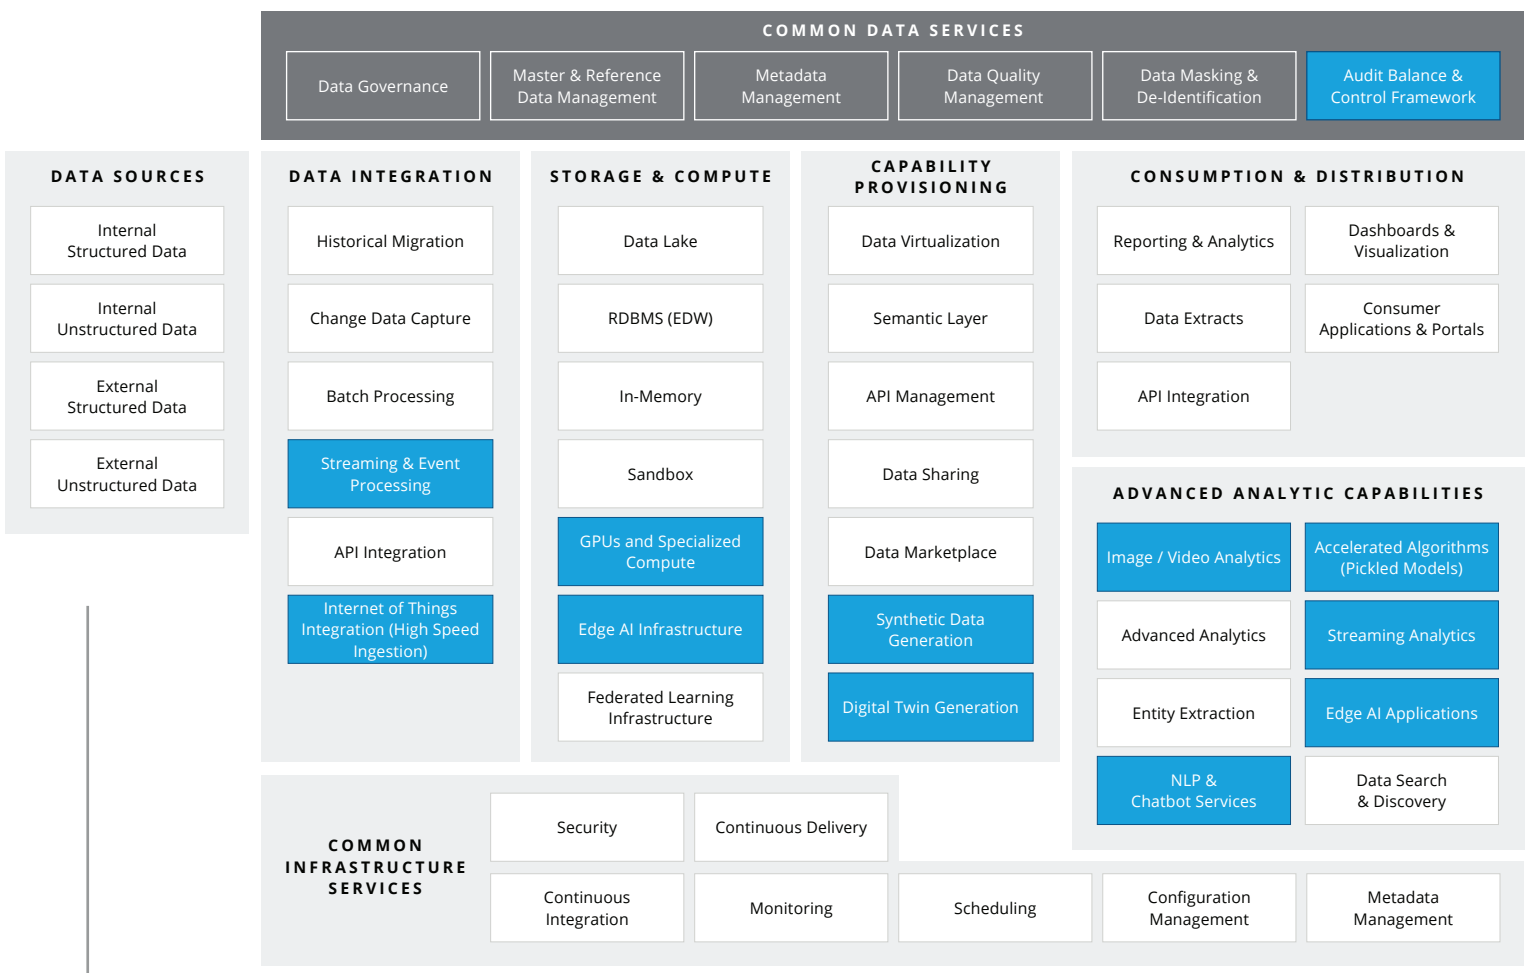 COMMON DATA SERVICES
Data Governance
Master & Reference
Data Management
Metadata
Management
Data Quality
Management
Data Masking &
De-Identification
Audit Balance &
Control Framework
DATA SOURCES
Internal
Structured Data
Internal
Unstructured Data
External
Structured Data
External
Unstructured Data
DATA INTEGRATION
Historical Migration
Change Data Capture
Batch Processing
Streaming & Event
Processing
API Integration
Internet of Things
Integration (High Speed
Ingestion)
STORAGE & COMPUTE
Data Lake
RDBMS (EDW)
In-Memory
Sandbox
GPUs and Specialized
Compute
Edge AI Infrastructure
Federated Learning
Infrastructure
CAPABILITY
PROVISIONING
Data Virtualization
Semantic Layer
API Management
Data Sharing
Data Marketplace
Synthetic Data
Generation
Digital Twin Generation
CONSUMPTION & DISTRIBUTION
Reporting & Analytics
Dashboards &
Visualization
Data Extracts
Consumer
Applications & Portals
API Integration
ADVANCED ANALYTIC CAPABILITIES
Image / Video Analytics
Accelerated Algorithms
(Pickled Models)
Advanced Analytics
Streaming Analytics
Entity Extraction
Edge AI Applications
NLP &
Chatbot Services
Data Search
& Discovery
COMMON
INFRASTRUCTURE
SERVICES
Security
Continuous Delivery
Continuous
Integration
Monitoring
Scheduling
Configuration
Management
Metadata
Management